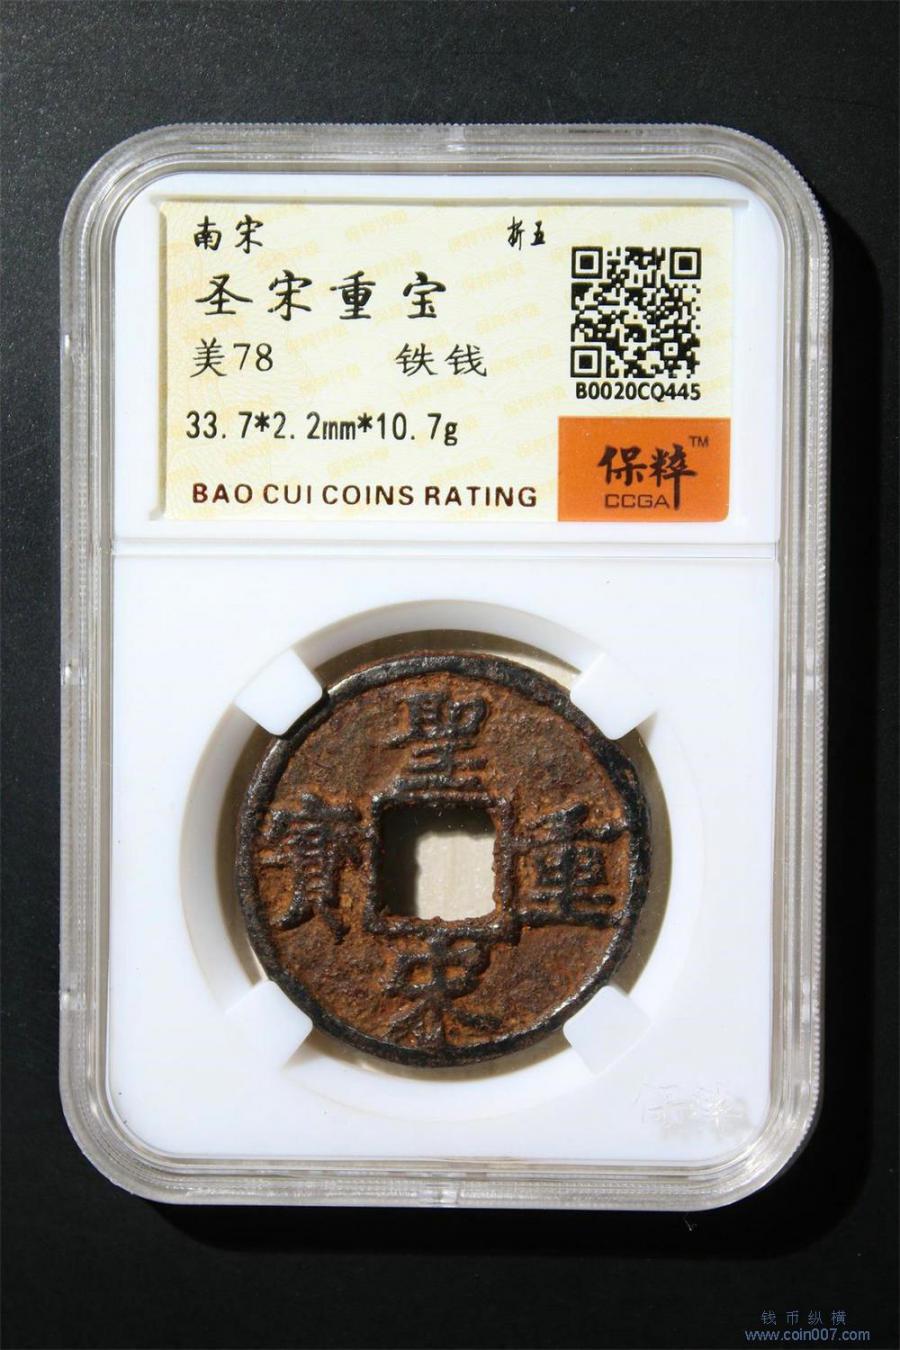 南宋 折五
圣宋重宝
美78 铁钱
B0020CQ445
33.7*2.2mm*10.7g
保粹™
CCGA
BAO CUI COINS RATING
聖
寶 重
宋
钱币纵横
www.coin007.com